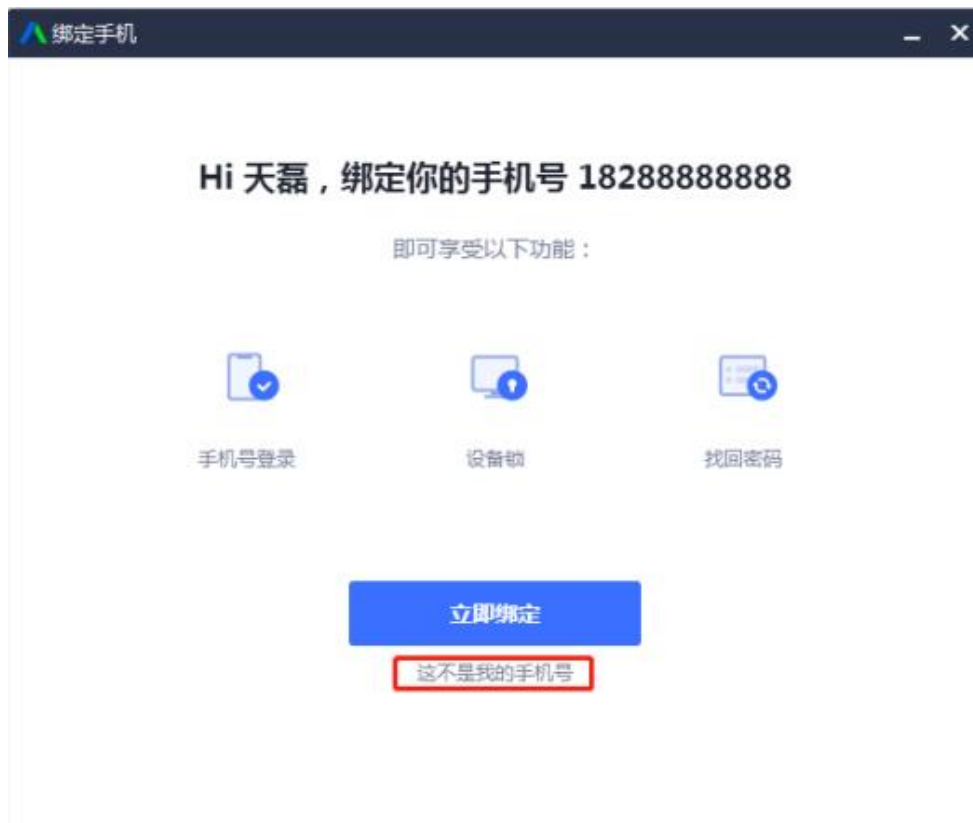 绑定手机
Hi 天磊，绑定你的手机号 18288888888
即可享受以下功能：
手机号登录
设备锁
找回密码
立即绑定
这不是我的手机号